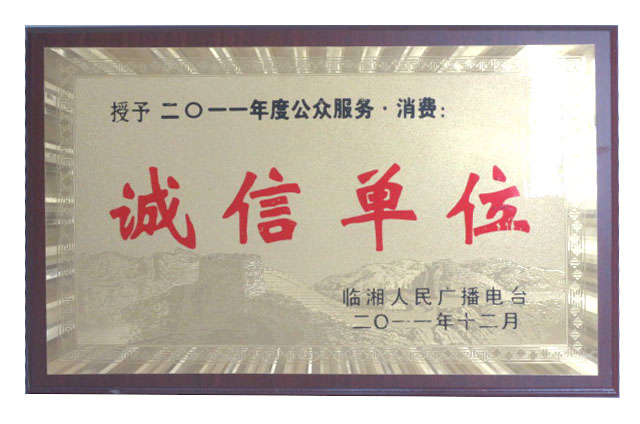 授予 二〇一一年度公众服务·消费：
诚信单位
临湘人民广播电台
二〇一一年十二月